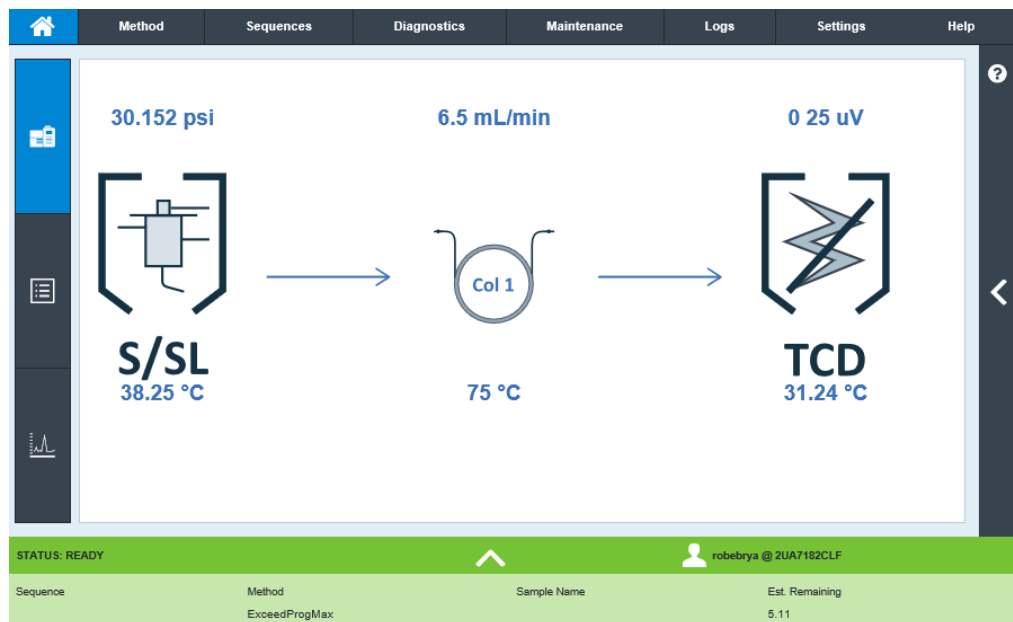 Method Sequences Diagnostics Maintenance Logs Settings Help
?
30.152 psi 6.5 mL/min 0 25 uV
Col 1
S/SL TCD
38.25 °C 75 °C 31.24 °C
STATUS: READY robebrya @ 2UA7182CLF
Sequence Method Sample Name Est. Remaining
ExceedProgMax 5.11